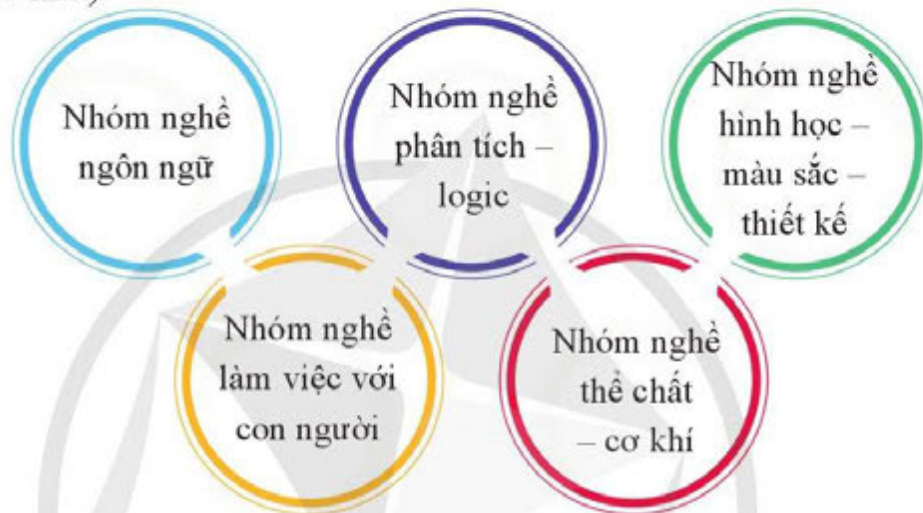 Nhóm nghề
ngôn ngữ
Nhóm nghề
phân tích –
logic
Nhóm nghề
hình học –
màu sắc –
thiết kế
Nhóm nghề
làm việc với
con người
Nhóm nghề
thể chất
– cơ khí